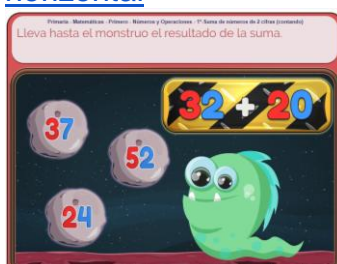 horizontal
Primaria - Matemáticas - Primero - Números y Operaciones - 1º: Suma de números de 2 cifras (contando)
Lleva hasta el monstruo el resultado de la suma.
32 + 20
37
52
24